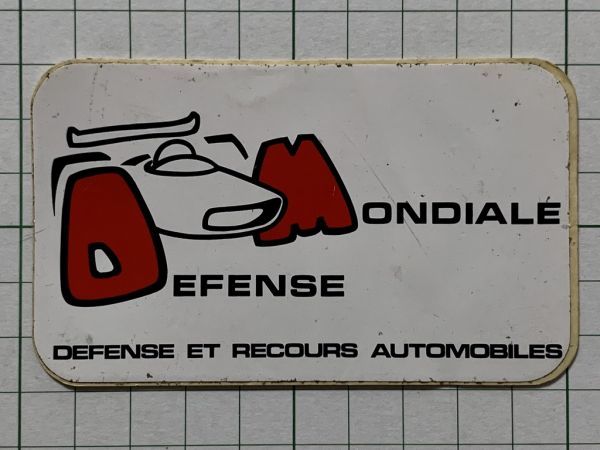 MONDIALE
DEFENSE
DEFENSE ET RECOURS AUTOMOBILES